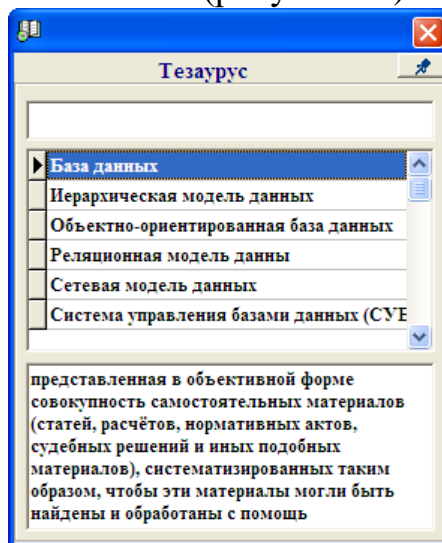 Тезаурус
База данных
Иерархическая модель данных
Объектно-ориентированная база данных
Реляционная модель данны
Сетевая модель данных
Система управления базами данных (СУБ
представленная в объективной форме
совокупность самостоятельных материалов
(статей, расчётов, нормативных актов,
судебных решений и иных подобных
материалов), систематизированных таким
образом, чтобы эти материалы могли быть
найдены и обработаны с помощь